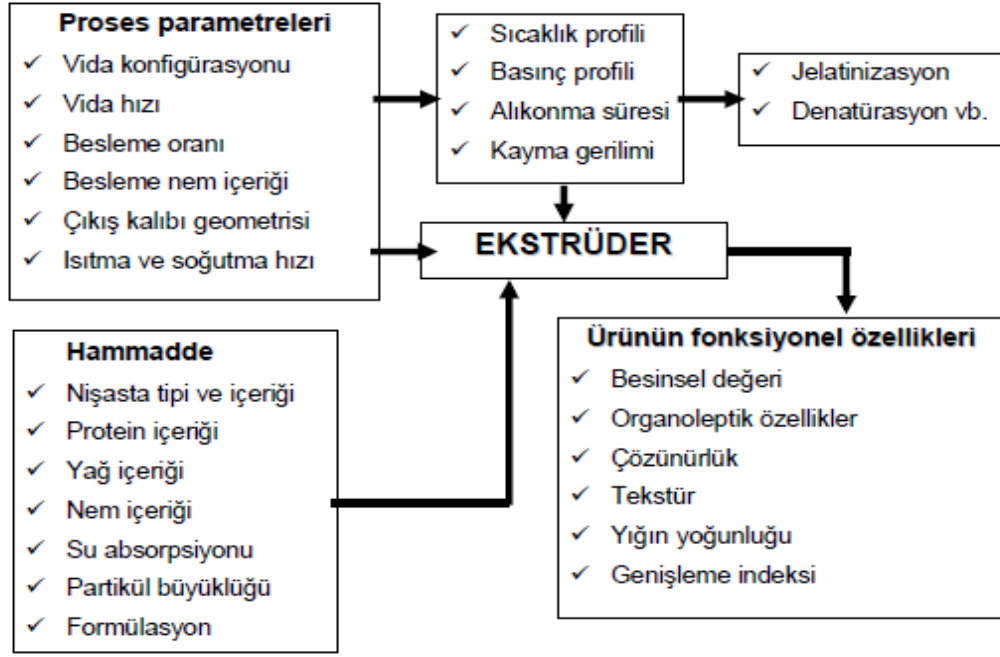 Proses parametreleri
✓ Vida konfigürasyonu
✓ Vida hızı
✓ Besleme oranı
✓ Besleme nem içeriği
✓ Çıkış kalıbı geometrisi
✓ Isıtma ve soğutma hızı
✓ Sıcaklık profili
✓ Basınç profili
✓ Alıkonma süresi
✓ Kayma gerilimi
✓ Jelatinizasyon
✓ Denatürasyon vb.
EKSTRÜDER
Hammadde
✓ Nişasta tipi ve içeriği
✓ Protein içeriği
✓ Yağ içeriği
✓ Nem içeriği
✓ Su absorpsiyonu
✓ Partikül büyüklüğü
✓ Formülasyon
Ürünün fonksiyonel özellikleri
✓ Besinsel değeri
✓ Organoleptik özellikler
✓ Çözünürlük
✓ Tekstür
✓ Yığın yoğunluğu
✓ Genişleme indeksi